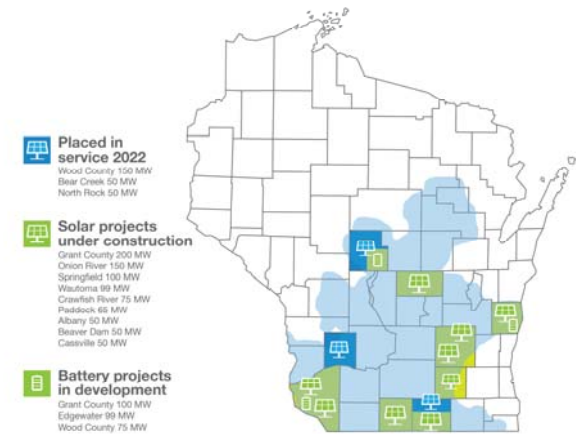 Placed in
service 2022
Wood County 150 MW
Bear Creek 50 MW
North Rock 50 MW
Solar projects
under construction
Grant County 200 MW
Onion River 150 MW
Springfield 100 MW
Wautoma 99 MW
Crawfish River 75 MW
Paddock 65 MW
Albany 50 MW
Beaver Dam 50 MW
Cassville 50 MW
Battery projects
in development
Grant County 100 MW
Edgewater 99 MW
Wood County 75 MW